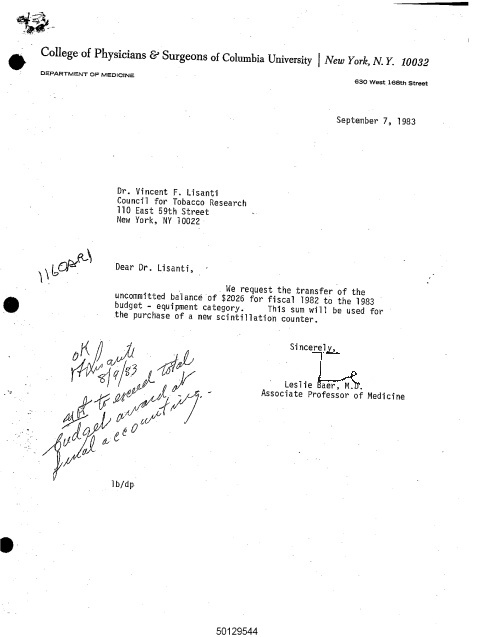 College of Physicians & Surgeons of Columbia University | New York, N. Y. 10032
DEPARTMENT OF MEDICINE
630 West 168th Street
September 7, 1983
Dr. Vincent F. Lisanti
Council for Tobacco Research
110 East 59th Street
New York, NY 10022
1160AR1
Dear Dr. Lisanti,
We request the transfer of the
uncommitted balance of $2026 for fiscal 1982 to the 1983
budget - equipment category. This sum will be used for
the purchase of a new scintillation counter.
Sincerely,
OK
8/9/83
not to exceed total
budget award at
final accounting.
Leslie Baer, M.D.
Associate Professor of Medicine
lb/dp
50129544